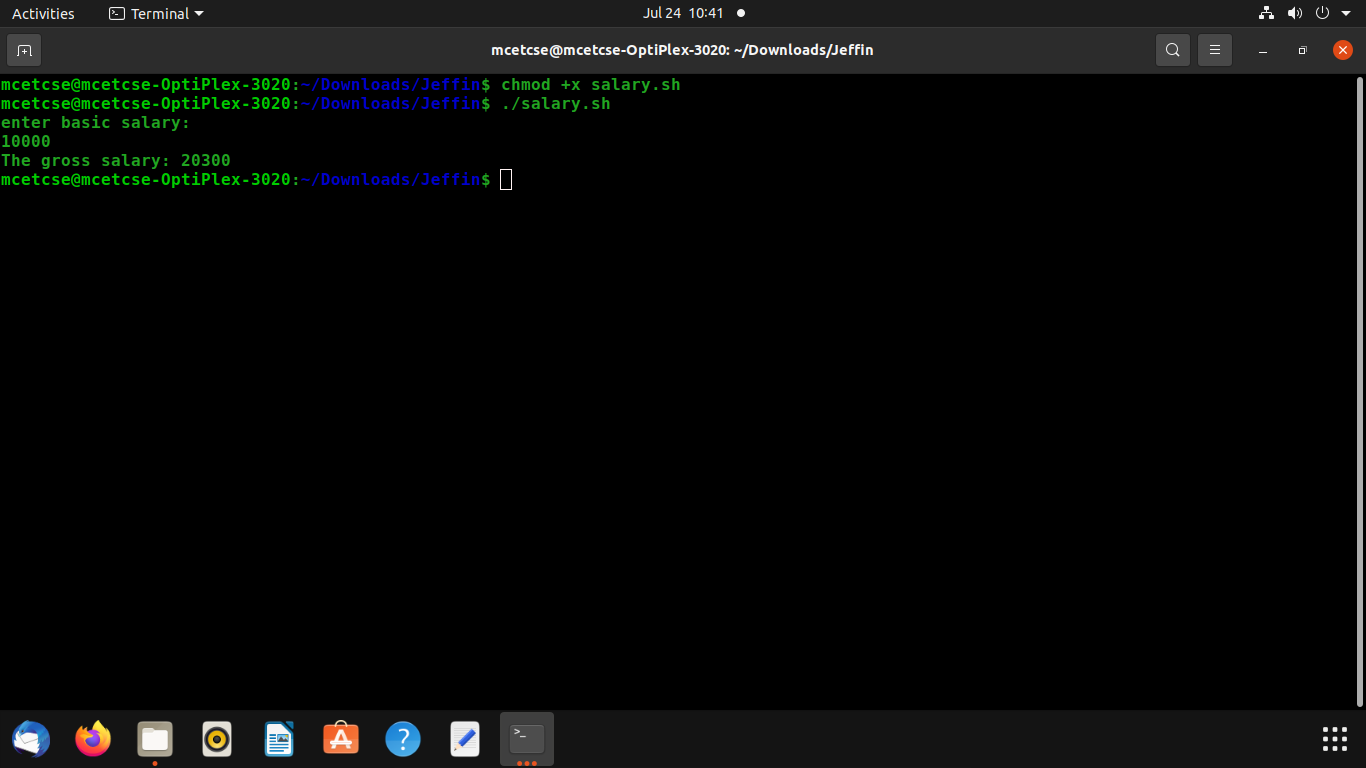 Activities
Terminal
Jul 24 10:41
mcetcse@mcetcse-OptiPlex-3020: ~/Downloads/Jeffin
mcetcse@mcetcse-OptiPlex-3020:~/Downloads/Jeffin$ chmod +x salary.sh
mcetcse@mcetcse-OptiPlex-3020:~/Downloads/Jeffin$ ./salary.sh
enter basic salary:
10000
The gross salary: 20300
mcetcse@mcetcse-OptiPlex-3020:~/Downloads/Jeffin$